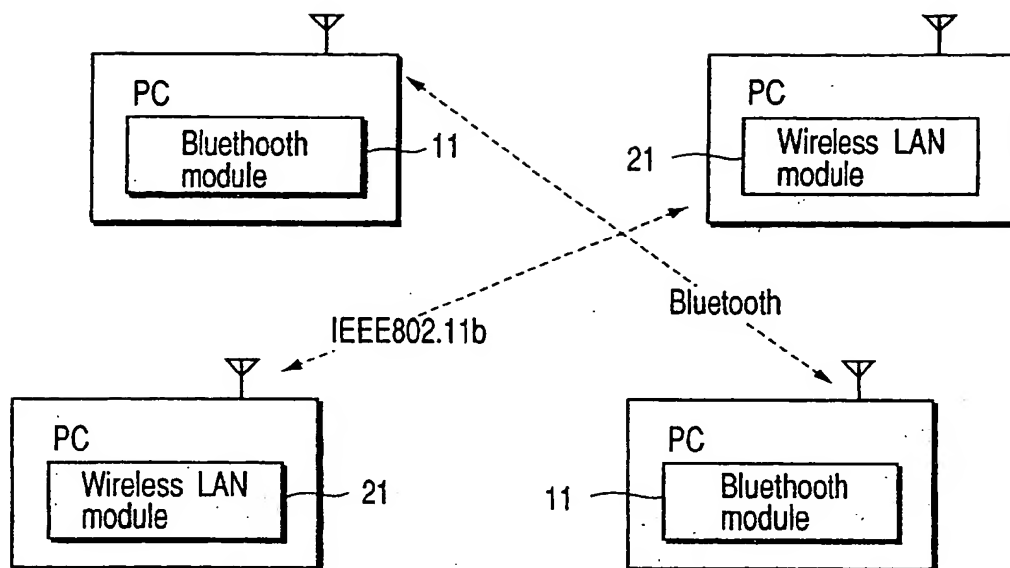 PC
Bluethooth
module
11
PC
Wireless LAN
module
21
IEEE802.11b
Bluetooth
PC
Wireless LAN
module
21
PC
Bluethooth
module
11